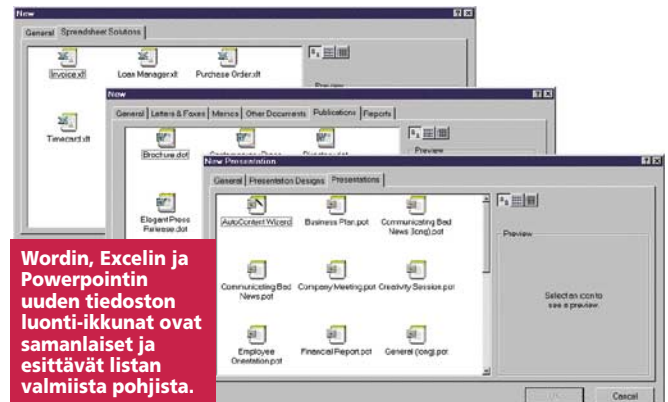 New
General Spreadsheet Solutions
Invoice.xlt Loan Manager.xlt Purchase Order.xlt
Preview
Timecard.xlt
New
General Letters & Faxes Memos Other Documents Publications Reports
Preview
Brochure.dot
Elegant Press Release.dot
New Presentation
General Presentation Designs Presentations
AutoContent Wizard Business Plan.pot Communicating Bad News (long).pot
Preview
Communicating Bad News.pot Company Meeting.pot Creativity Session.pot
Select an icon to
see a preview.
Employee Orientation.pot Financial Report.pot General (long).pot
OK Cancel
Wordin, Excelin ja
Powerpointin
uuden tiedoston
luonti-ikkunat ovat
samanlaiset ja
esittävät listan
valmiista pohjista.